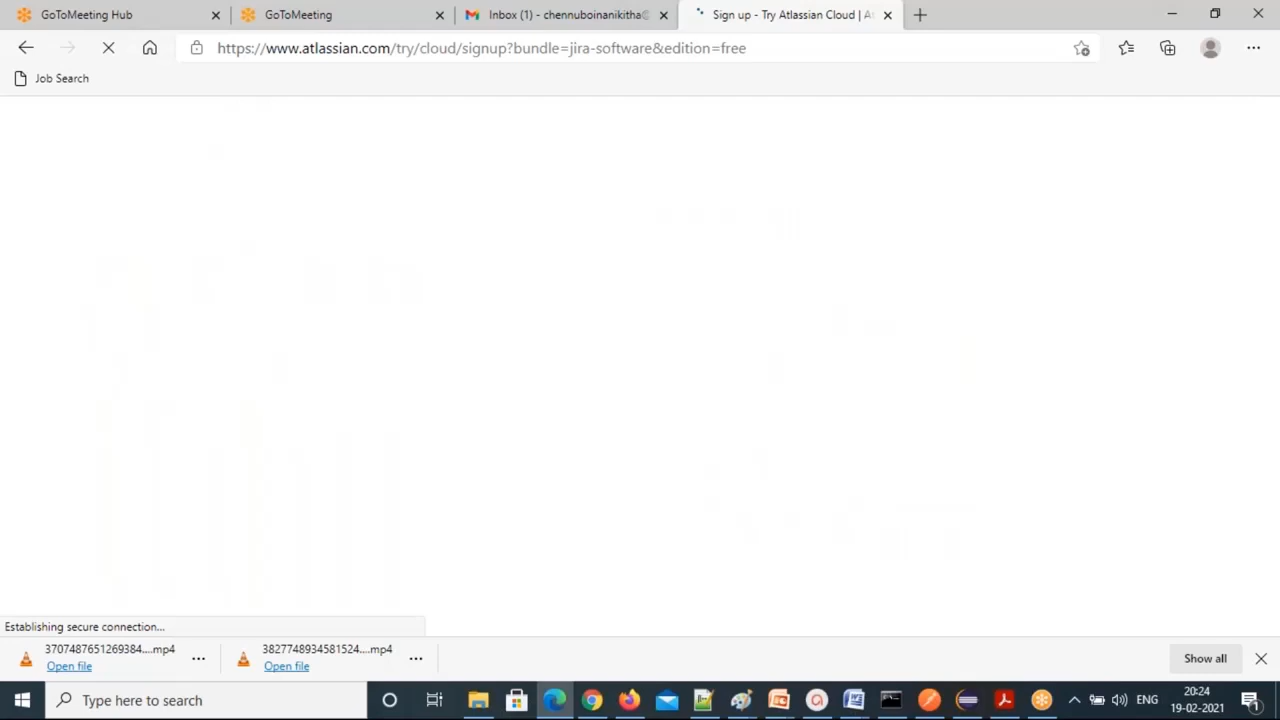 GoToMeeting Hub
GoToMeeting
Inbox (1) - chennuboinanikitha@
Sign up - Try Atlassian Cloud | At
https://www.atlassian.com/try/cloud/signup?bundle=jira-software&edition=free
Job Search
Establishing secure connection...
3707487651269384....mp4
Open file
3827748934581524....mp4
Open file
Show all
Type here to search
ENG
20:24
19-02-2021